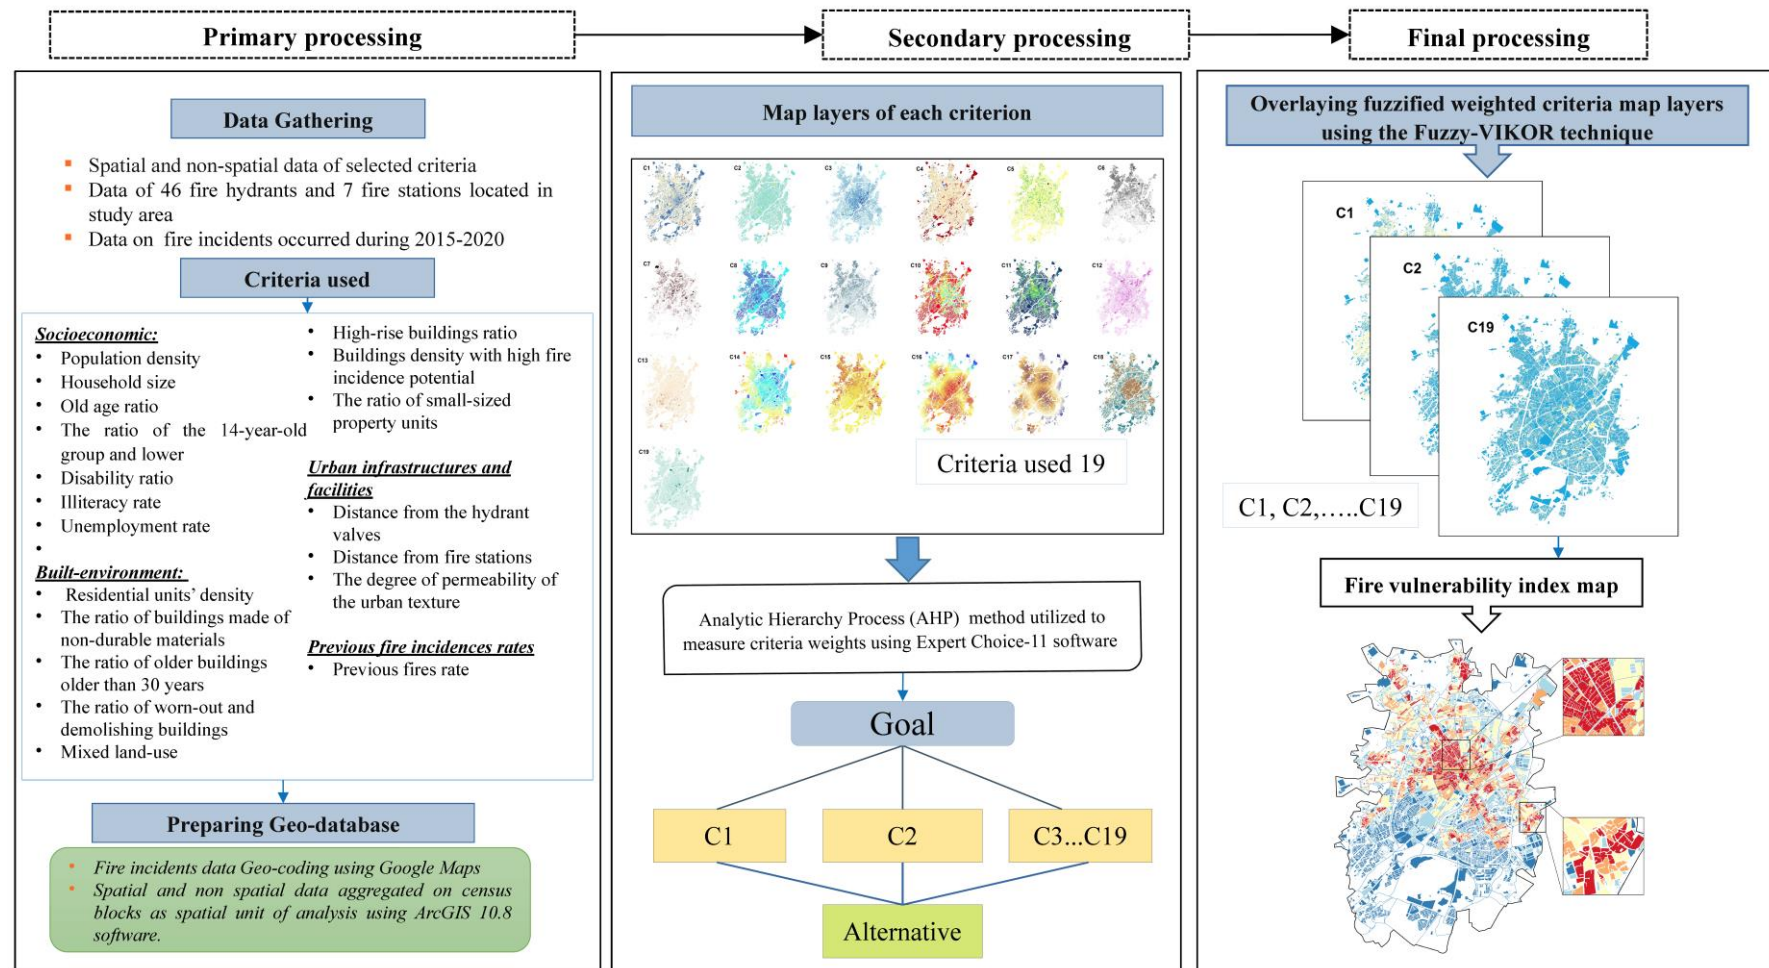 Primary processing
Secondary processing
Final processing
Data Gathering
Spatial and non-spatial data of selected criteria
Data of 46 fire hydrants and 7 fire stations located in
study area
Data on fire incidents occurred during 2015-2020
Criteria used
Socioeconomic:
Population density
Household size
Old age ratio
The ratio of the 14-year-old
group and lower
Disability ratio
Illiteracy rate
Unemployment rate
Built-environment:
Residential units' density
The ratio of buildings made of
non-durable materials
The ratio of older buildings
older than 30 years
The ratio of worn-out and
demolishing buildings
Mixed land-use
High-rise buildings ratio
Buildings density with high fire
incidence potential
The ratio of small-sized
property units
Urban infrastructures and
facilities
Distance from the hydrant
valves
Distance from fire stations
The degree of permeability of
the urban texture
Previous fire incidences rates
Previous fires rate
Preparing Geo-database
Fire incidents data Geo-coding using Google Maps
Spatial and non spatial data aggregated on census
blocks as spatial unit of analysis using ArcGIS 10.8
software.
Map layers of each criterion
C1 C2 C3 C4 C5 C6
C7 C8 C9 C10 C11 C12
C13 C14 C15 C16 C17 C18
C19
Criteria used 19
Analytic Hierarchy Process (AHP) method utilized to
measure criteria weights using Expert Choice-11 software
Goal
C1
C2
C3...C19
Alternative
Overlaying fuzzified weighted criteria map layers
using the Fuzzy-VIKOR technique
C1
C2
C19
C1, C2,…..C19
Fire vulnerability index map